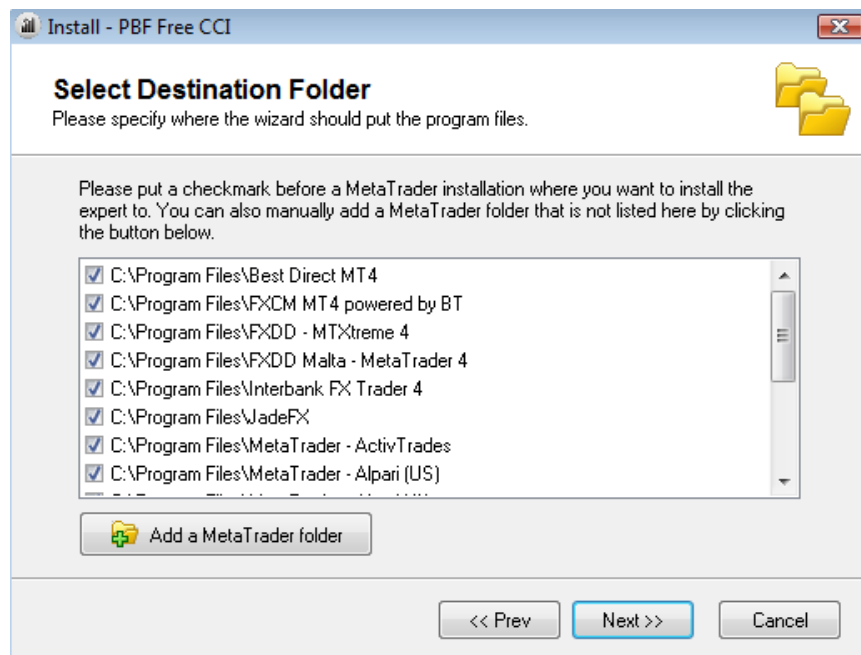 Install - PBF Free CCI
Select Destination Folder
Please specify where the wizard should put the program files.
Please put a checkmark before a MetaTrader installation where you want to install the
expert to. You can also manually add a MetaTrader folder that is not listed here by clicking
the button below.
C:\Program Files\Best Direct MT4
C:\Program Files\FXCM MT4 powered by BT
C:\Program Files\FXDD - MTXtreme 4
C:\Program Files\FXDD Malta - MetaTrader 4
C:\Program Files\Interbank FX Trader 4
C:\Program Files\JadeFX
C:\Program Files\MetaTrader - ActivTrades
C:\Program Files\MetaTrader - Alpari (US)
Add a MetaTrader folder
<< Prev
Next >>
Cancel